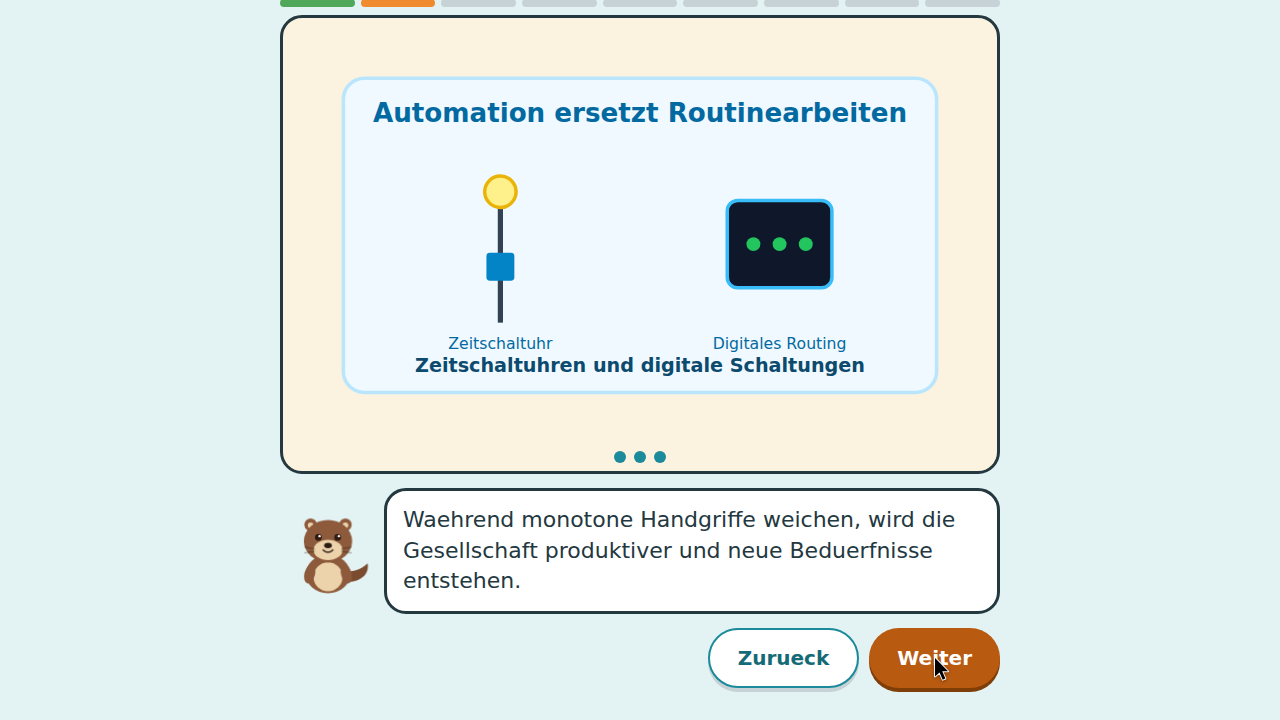 Automation ersetzt Routinearbeiten
Zeitschaltuhr
Digitales Routing
Zeitschaltuhren und digitale Schaltungen
Waehrend monotone Handgriffe weichen, wird die
Gesellschaft produktiver und neue Beduerfnisse
entstehen.
Zurueck
Weiter